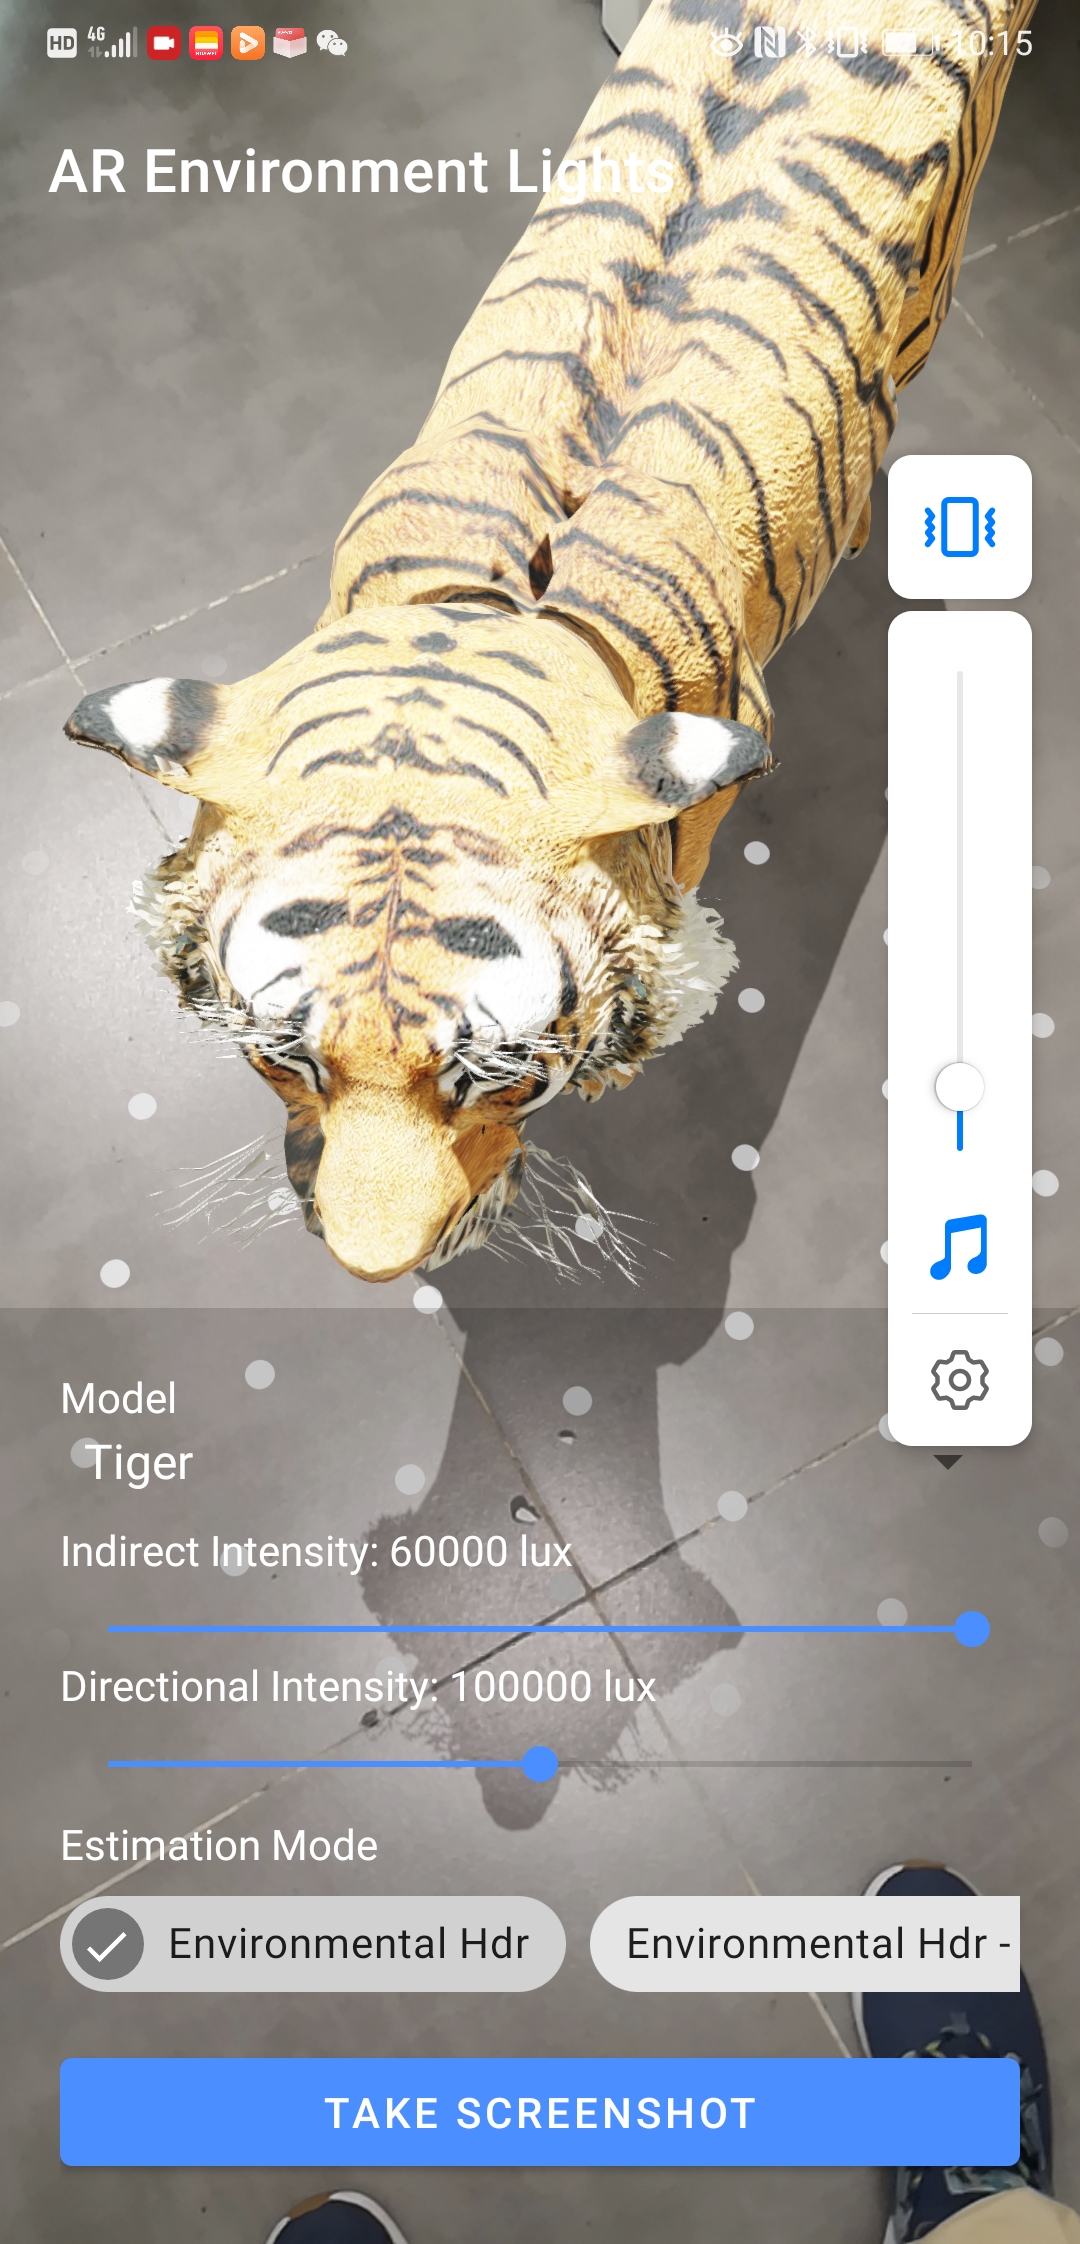 HD 4G 10:15
AR Environment Lights
Model
Tiger
Indirect Intensity: 60000 lux
Directional Intensity: 100000 lux
Estimation Mode
Environmental Hdr Environmental Hdr -
TAKE SCREENSHOT